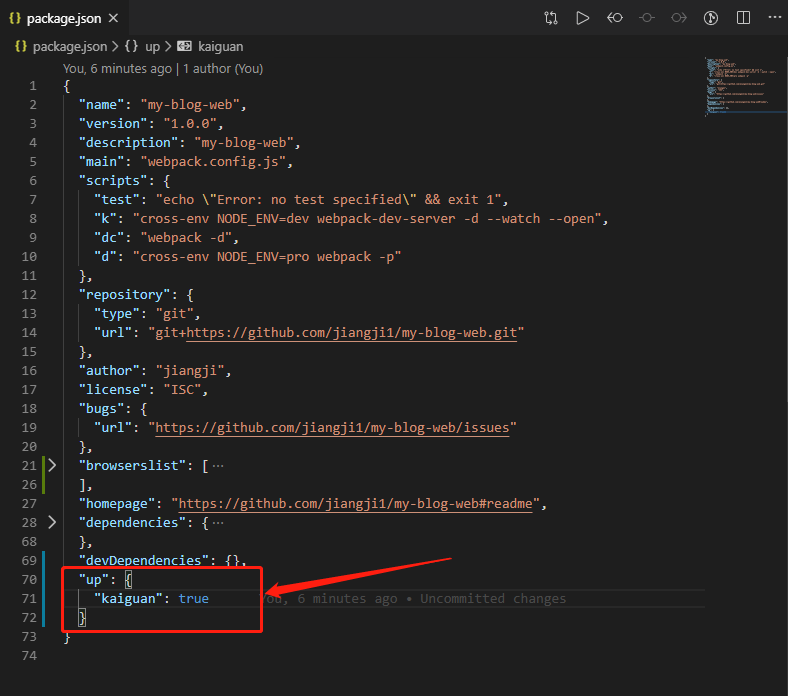 {} package.json ×
{} package.json > {} up > kaiguan
You, 6 minutes ago | 1 author (You)
1 {
2 "name": "my-blog-web",
3 "version": "1.0.0",
4 "description": "my-blog-web",
5 "main": "webpack.config.js",
6 "scripts": {
7 "test": "echo \"Error: no test specified\" && exit 1",
8 "k": "cross-env NODE_ENV=dev webpack-dev-server -d --watch --open",
9 "dc": "webpack -d",
10 "d": "cross-env NODE_ENV=pro webpack -p"
11 },
12 "repository": {
13 "type": "git",
14 "url": "git+https://github.com/jiangji1/my-blog-web.git"
15 },
16 "author": "jiangji",
17 "license": "ISC",
18 "bugs": {
19 "url": "https://github.com/jiangji1/my-blog-web/issues"
20 },
21 "browserslist": [ ···
26 ],
27 "homepage": "https://github.com/jiangji1/my-blog-web#readme",
28 "dependencies": { ···
68 },
69 "devDependencies": {},
70 "up": {
71 "kaiguan": true You, 6 minutes ago • Uncommitted changes
72 }
73 }
74